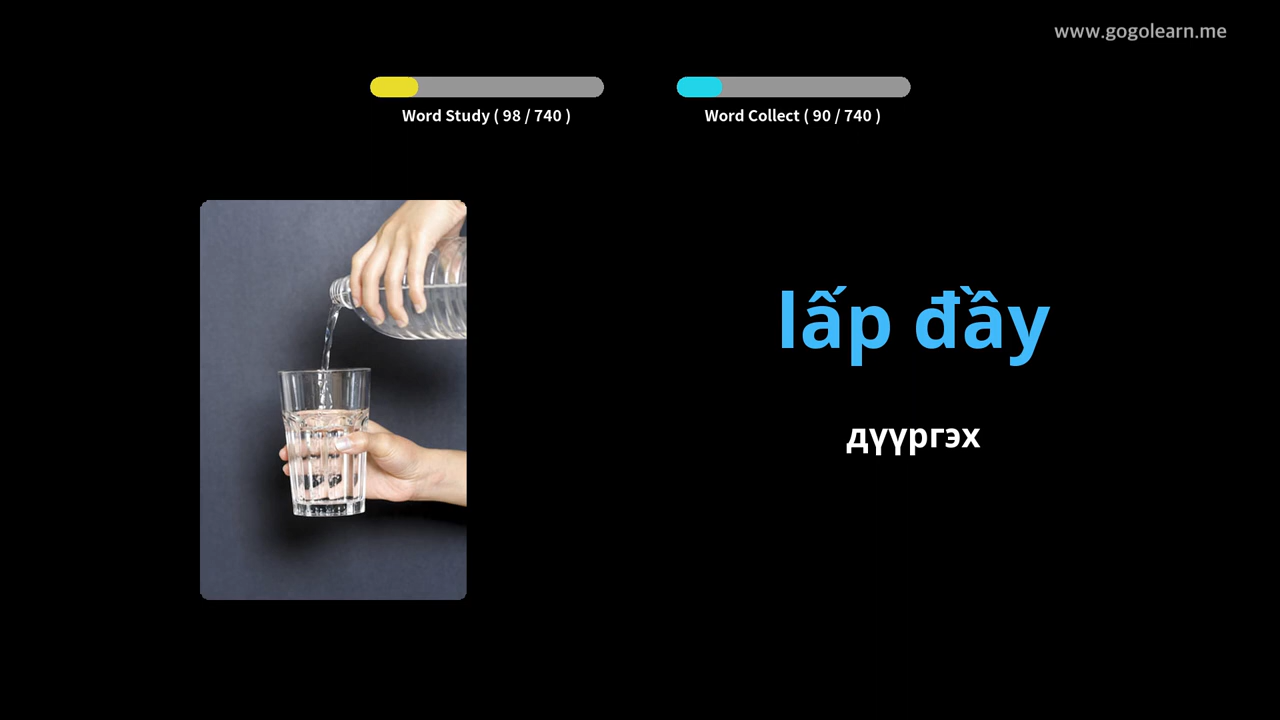 www.gogolearn.me
Word Study ( 98 / 740 )
Word Collect ( 90 / 740 )
lấp đầy
дүүргэх